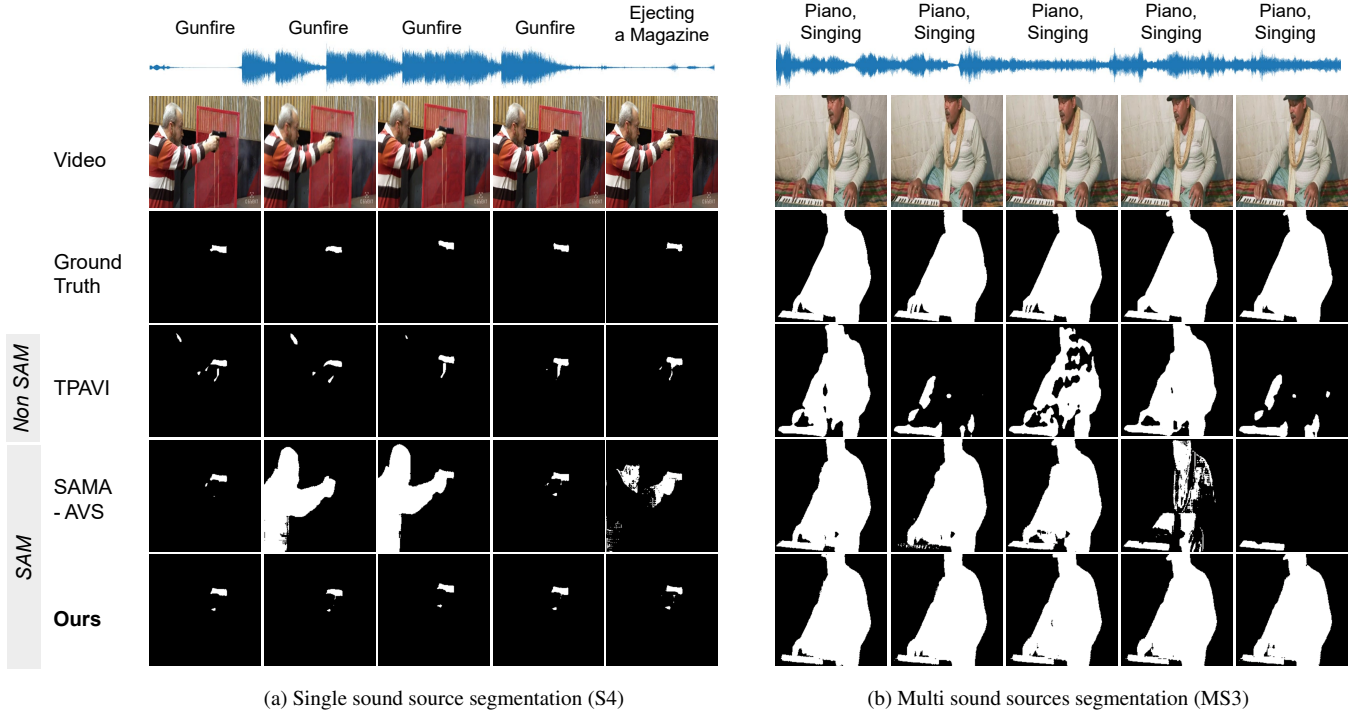 Gunfire
Gunfire
Gunfire
Gunfire
Ejecting
a Magazine
Piano,
Singing
Piano,
Singing
Piano,
Singing
Piano,
Singing
Piano,
Singing
Video
Ground
Truth
Non SAM
TPAVI
SAM
SAMA
- AVS
Ours
(a) Single sound source segmentation (S4)
(b) Multi sound sources segmentation (MS3)